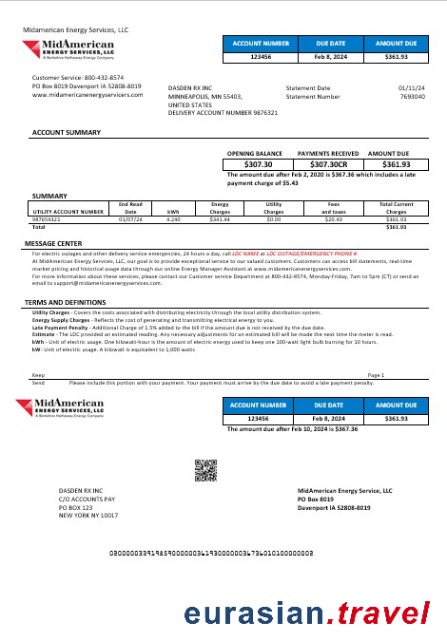 Midamerican Energy Services, LLC
MidAmerican
ENERGY SERVICES, LLC
A Berkshire Hathaway Energy Company
ACCOUNT NUMBER DUE DATE AMOUNT DUE
123456 Feb 8, 2024 $361.93
Customer Service: 800-432-8574
PO Box 8019 Davenport IA 52808-8019
www.midamericanenergyservicers.com
DASDEN RX INC
MINNEAPOLIS, MN 55403,
UNITED STATES
DELIVERY ACCOUNT NUMBER 9876321
Statement Date 01/11/24
Statement Number 7693040
ACCOUNT SUMMARY
OPENING BALANCE PAYMENTS RECEIVED AMOUNT DUE
$307.30 $307.30CR $361.93
The amount due after Feb 2, 2020 is $367.36 which includes a late
payment charge of $5.43
SUMMARY
UTILITY ACCOUNT NUMBER End Read Date kWh Energy Charges Utility Charges Fees and taxes Total Current Charges
987654321 01/07/24 4.240 $341.44 $0.00 $20.49 $361.93
Total $361.93
MESSAGE CENTER
For electric outages and other delivery service emergencies, 24 hours a day, call LDC NAME at LDC OUTAGE/EMERGENCY PHONE #.
At MidAmerican Energy Services, LLC, our goal is to provide exceptional service to our valued customers. Customers can access bill statements, real-time
market pricing and historical usage data through our online Energy Manager Assistant at www.midamericanenergyservices.com.
For more information about these services, please contact our Customer service Department at 800-432-8574, Monday-Friday, 7am to 5pm (CT) or send an
email to support@midamericanenergyservices.com.
TERMS AND DEFINITIONS
Utility Charges - Covers the costs associated with distributing electricity through the local utility distribution system.
Energy Supply Charges - Reflects the cost of generating and transmitting electrical energy to you.
Late Payment Penalty - Additional Charge of 1.5% added to the bill if the amount due is not received by the due date.
Estimate - The LDC provided an estimated reading. Any necessary adjustments for an estimated bill will be made the next time the meter is read.
kWh - Unit of electric usage. One kilowatt-hour is the amount of electric energy used to keep one 100-watt light bulb burning for 10 hours.
kW - Unit of electric usage. A kilowatt is equivalent to 1,000 watts
Keep Page 1
Send Please include this portion with your payment. Your payment must arrive by the due date to avoid a late payment penalty.
MidAmerican
ENERGY SERVICES, LLC
A Berkshire Hathaway Energy Company
ACCOUNT NUMBER DUE DATE AMOUNT DUE
123456 Feb 8, 2024 $361.93
The amount due after Feb 10, 2024 is $367.36
DASDEN RX INC
C/O ACCOUNTS PAY
PO BOX 123
NEW YORK NY 10017
MidAmerican Energy Service, LLC
PO Box 8019
Davenport IA 52808-8019
eurasian.travel